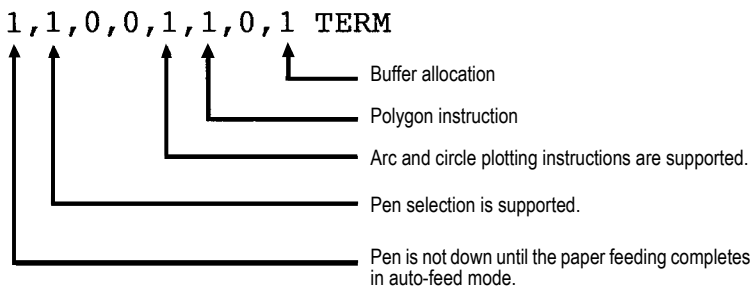 1,1,0,0,1,1,0,1 TERM
Buffer allocation
Polygon instruction
Arc and circle plotting instructions are supported.
Pen selection is supported.
Pen is not down until the paper feeding completes
in auto-feed mode.